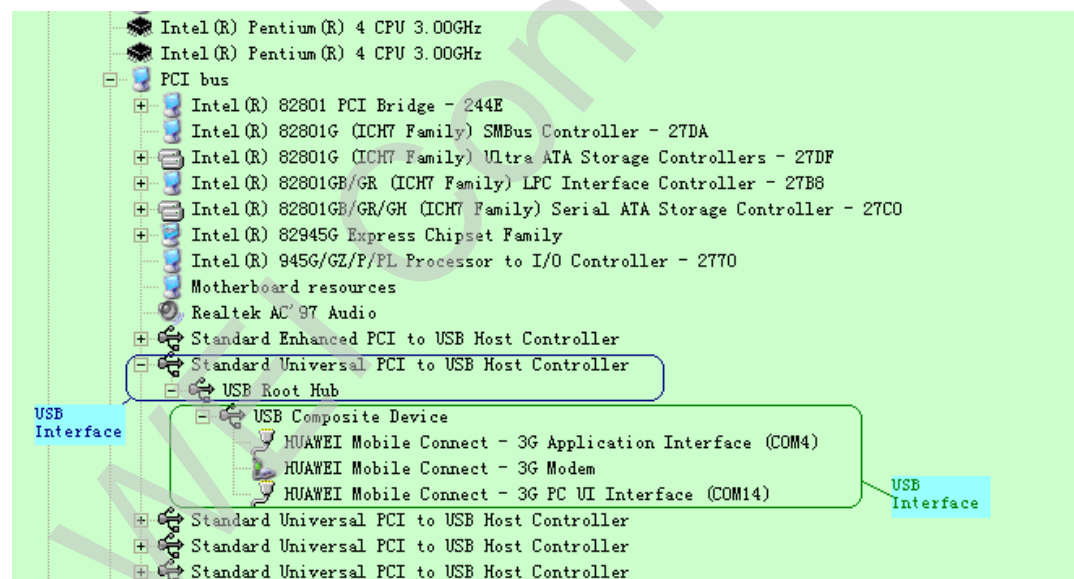 Intel(R) Pentium(R) 4 CPU 3.00GHz
Intel(R) Pentium(R) 4 CPU 3.00GHz
PCI bus
Intel(R) 82801 PCI Bridge - 244E
Intel(R) 82801G (ICH7 Family) SMBus Controller - 27DA
Intel(R) 82801G (ICH7 Family) Ultra ATA Storage Controllers - 27DF
Intel(R) 82801GB/GR (ICH7 Family) LPC Interface Controller - 27B8
Intel(R) 82801GB/GR/GH (ICH7 Family) Serial ATA Storage Controller - 27C0
Intel(R) 82945G Express Chipset Family
Intel(R) 945G/GZ/P/PL Processor to I/O Controller - 2770
Motherboard resources
Realtek AC'97 Audio
Standard Enhanced PCI to USB Host Controller
Standard Universal PCI to USB Host Controller
USB Root Hub
USB
Interface
USB Composite Device
HUAWEI Mobile Connect - 3G Application Interface (COM4)
HUAWEI Mobile Connect - 3G Modem
HUAWEI Mobile Connect - 3G PC UI Interface (COM14)
USB
Interface
Standard Universal PCI to USB Host Controller
Standard Universal PCI to USB Host Controller
Standard Universal PCI to USB Host Controller